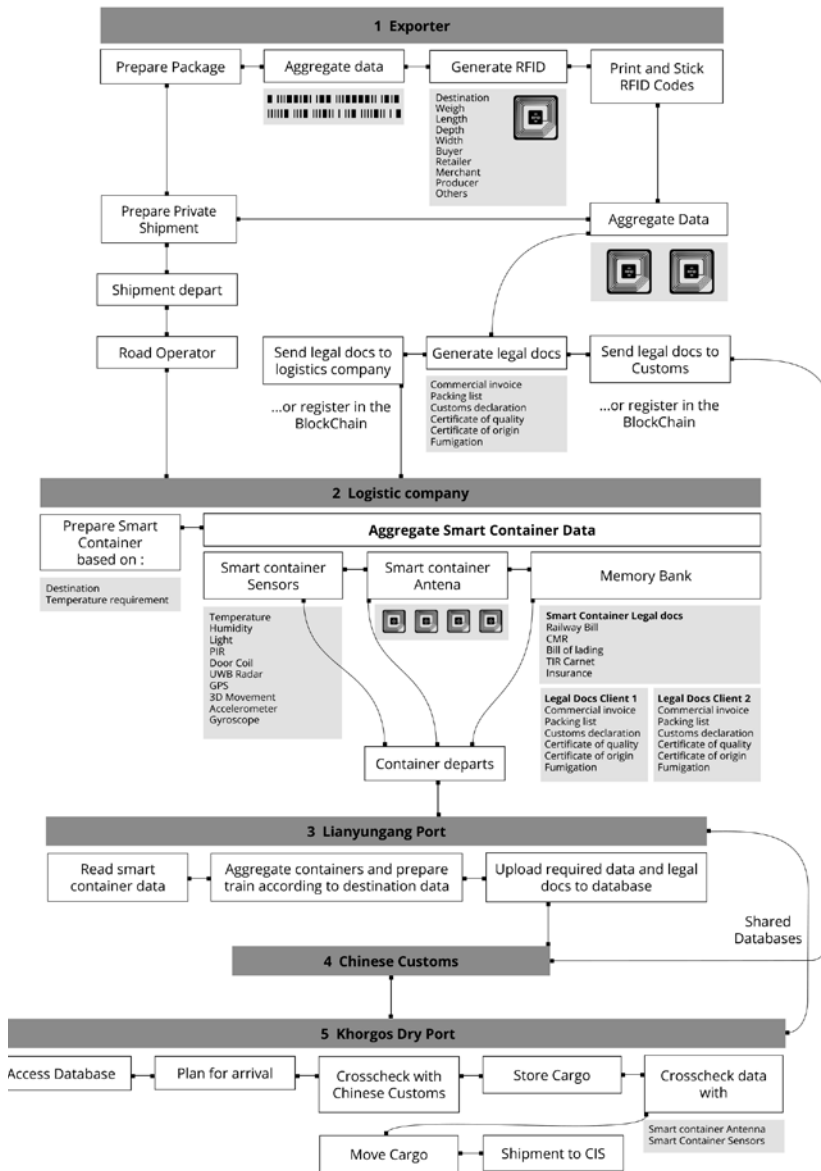 1 Exporter
Prepare Package
Aggregate data
Generate RFID
Print and Stick
RFID Codes
Destination
Weigh
Length
Depth
Width
Buyer
Retailer
Merchant
Producer
Others
Prepare Private
Shipment
Aggregate Data
Shipment depart
Road Operator
Send legal docs to
logistics company
Generate legal docs
Send legal docs to
Customs
...or register in the
BlockChain
Commercial invoice
Packing list
Customs declaration
Certificate of quality
Certificate of origin
Fumigation
...or register in the
BlockChain
2 Logistic company
Prepare Smart
Container
based on :
Aggregate Smart Container Data
Destination
Temperature requirement
Smart container
Sensors
Smart container
Antena
Memory Bank
Temperature
Humidity
Light
PIR
Door Coil
UWB Radar
GPS
3D Movement
Accelerometer
Gyroscope
Smart Container Legal docs
Railway Bill
CMR
Bill of lading
TIR Carnet
Insurance
Legal Docs Client 1
Commercial invoice
Packing list
Customs declaration
Certificate of quality
Certificate of origin
Fumigation
Legal Docs Client 2
Commercial invoice
Packing list
Customs declaration
Certificate of quality
Certificate of origin
Fumigation
Container departs
3 Lianyungang Port
Read smart
container data
Aggregate containers and prepare
train according to destination data
Upload required data and legal
docs to database
Shared
Databases
4 Chinese Customs
5 Khorgos Dry Port
Access Database
Plan for arrival
Crosscheck with
Chinese Customs
Store Cargo
Crosscheck data
with
Smart container Antenna
Smart Container Sensors
Move Cargo
Shipment to CIS